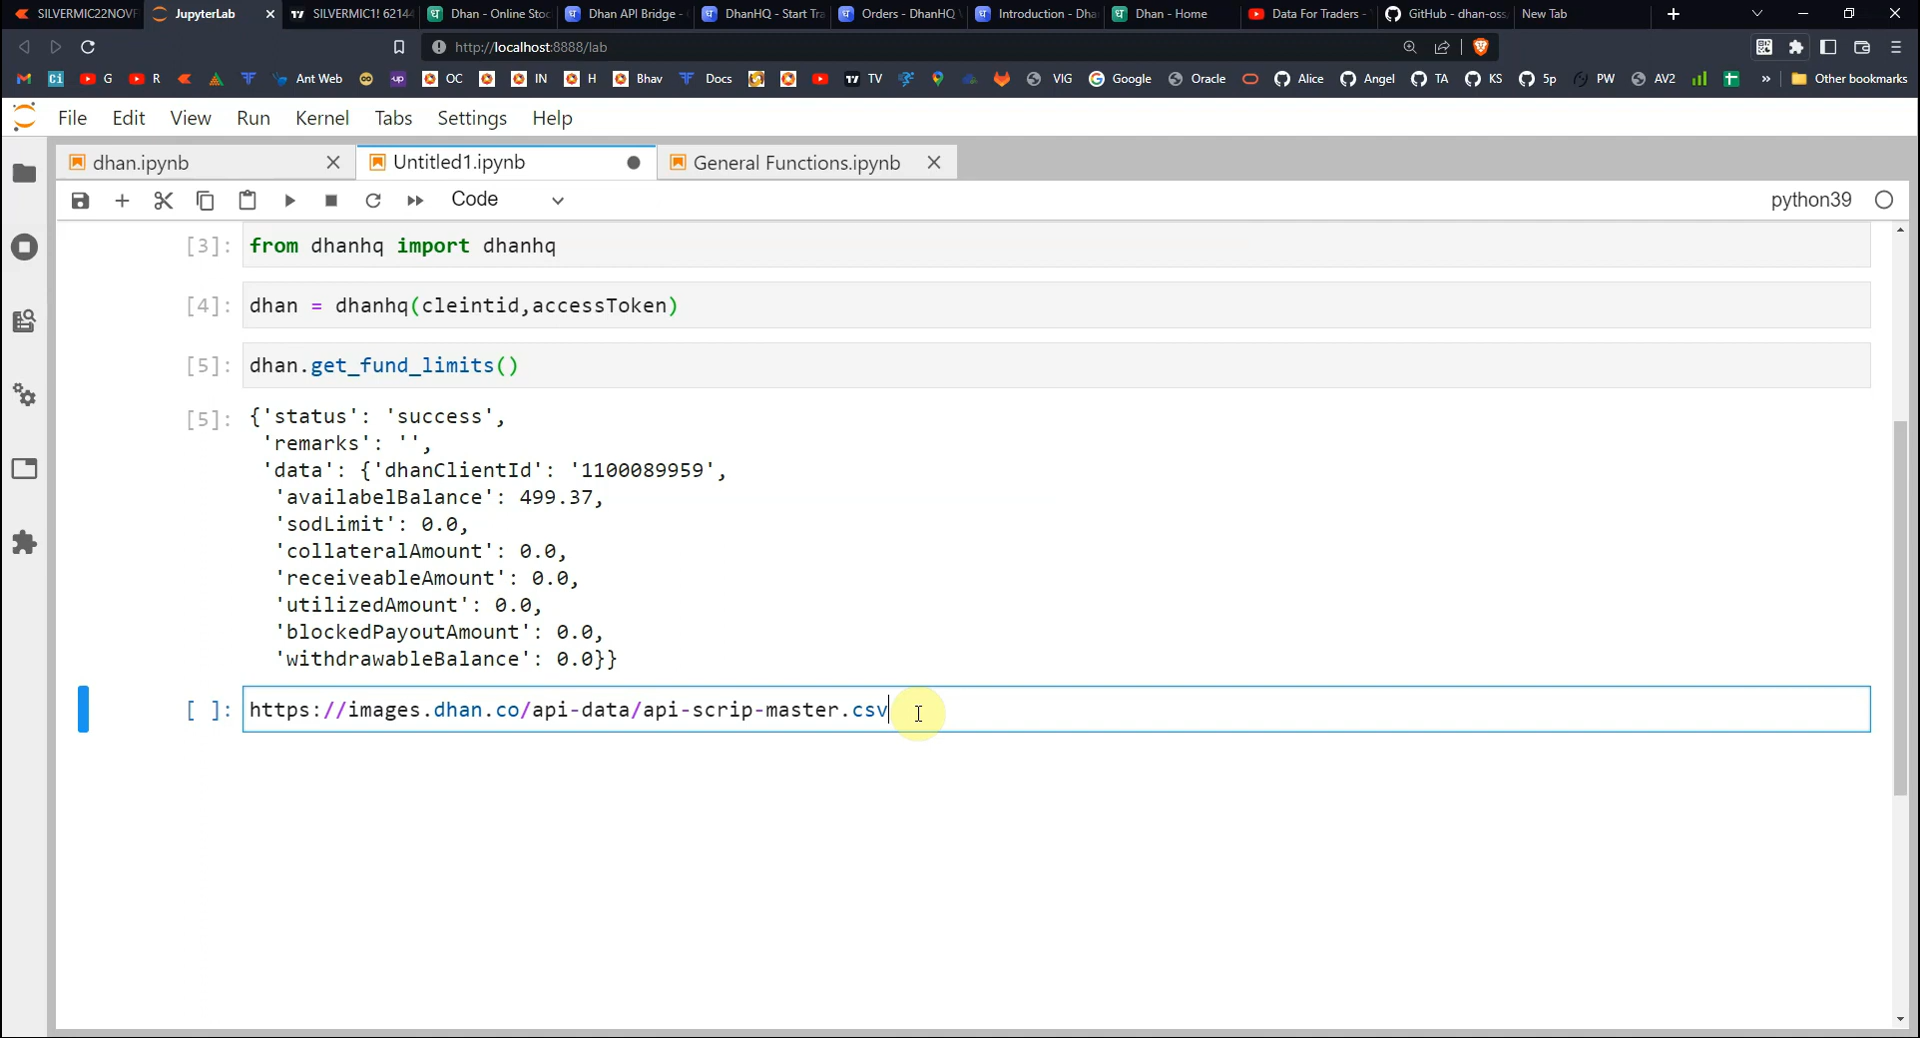 SILVERMIC22NOVF
JupyterLab
SILVERMIC1! 6214
Dhan - Online Stoc
Dhan API Bridge -
DhanHQ - Start Tra
Orders - DhanHQ
Introduction - Dha
Dhan - Home
Data For Traders -
GitHub - dhan-oss
New Tab
http://localhost:8888/lab
G
R
Ant Web
OC
IN
H
Bhav
Docs
TV
VIG
Google
Oracle
Alice
Angel
TA
KS
5p
PW
AV2
»
Other bookmarks
File Edit View Run Kernel Tabs Settings Help
dhan.ipynb
Untitled1.ipynb
General Functions.ipynb
Code
python39
[3]: from dhanhq import dhanhq
[4]: dhan = dhanhq(cleintid,accessToken)
[5]: dhan.get_fund_limits()
[5]: {'status': 'success',
'remarks': '',
'data': {'dhanClientId': '1100089959',
'availabelBalance': 499.37,
'sodLimit': 0.0,
'collateralAmount': 0.0,
'receiveableAmount': 0.0,
'utilizedAmount': 0.0,
'blockedPayoutAmount': 0.0,
'withdrawableBalance': 0.0}}
[ ]: https://images.dhan.co/api-data/api-scrip-master.csv